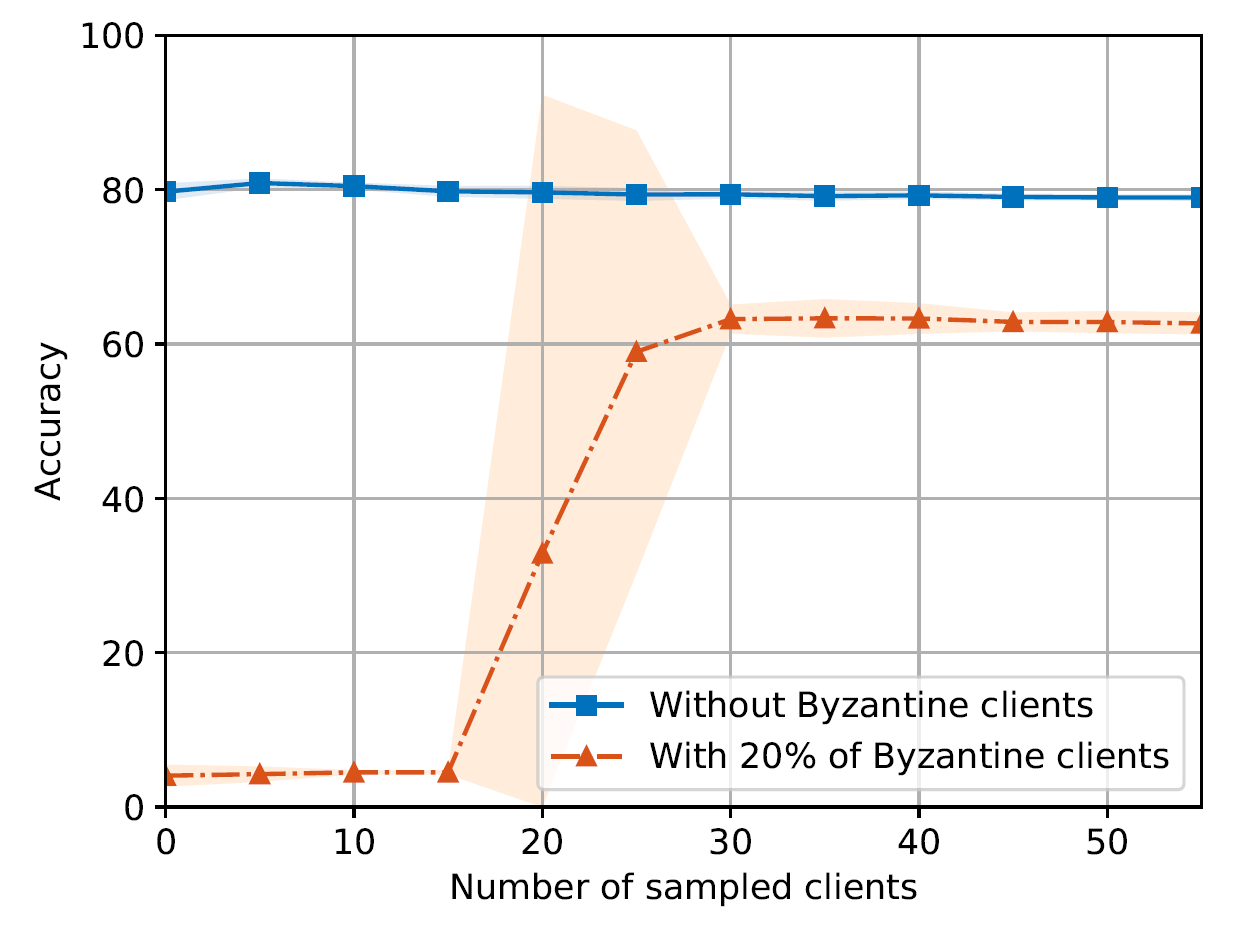 100
80
60
40
20
0
Accuracy
Without Byzantine clients
With 20% of Byzantine clients
0 10 20 30 40 50
Number of sampled clients